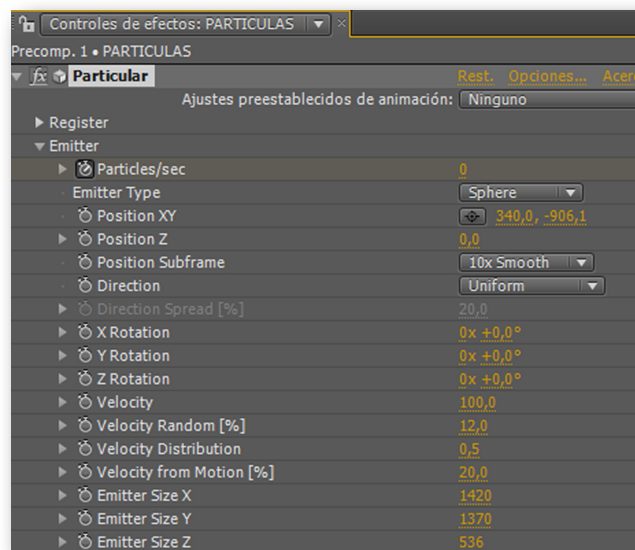 Controles de efectos: PARTICULAS
Precomp. 1 • PARTICULAS
fx Particular Rest. Opciones... Acer
Ajustes preestablecidos de animación: Ninguno
Register
Emitter
Particles/sec 0
Emitter Type Sphere
Position XY 340,0, -906,1
Position Z 0,0
Position Subframe 10x Smooth
Direction Uniform
Direction Spread [%] 20,0
X Rotation 0x +0,0°
Y Rotation 0x +0,0°
Z Rotation 0x +0,0°
Velocity 100,0
Velocity Random [%] 12,0
Velocity Distribution 0,5
Velocity from Motion [%] 20,0
Emitter Size X 1420
Emitter Size Y 1370
Emitter Size Z 536